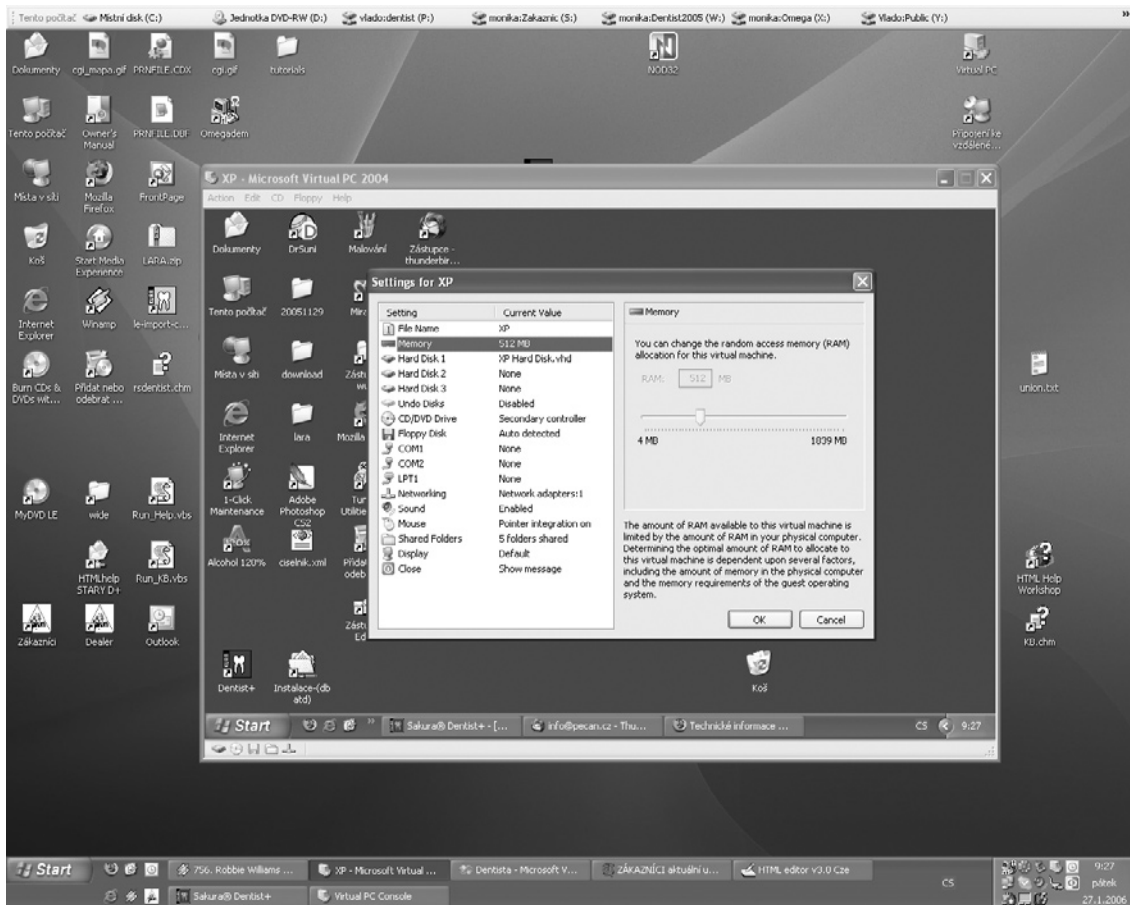 Tento počítač Místní disk (C:) Jednotka DVD-RW (D:) vlado:dentist (P:) monika:Zakaznic (S:) monika:Dentist2005 (W:) monika:Omega (X:) Vlado:Public (Y:) »
Dokumenty cgi_mapa.gif PRNFILE.CDX cgi.gif tutorials NOD32 Virtual PC
Tento počítač Owner's Manual PRNFILE.DBF Omegadem Připojení ke vzdálené...
Místa v síti Mozilla Firefox FrontPage
Koš Start Media Experience LARA.zip
Internet Explorer Winamp le-import-c...
Burn CDs & DVDs wit... Přidat nebo odebrat ... rsdentist.chm union.txt
MyDVD LE wide Run_Help.vbs
HTMLhelp STARY D+ Run_KB.vbs HTML Help Workshop
Zákazníci Dealer Outlook KB.chm
XP - Microsoft Virtual PC 2004
Action Edit CD Floppy Help
Dokumenty DrSuni Malování Zástupce - thunderbir...
Tento počítač 20051129
Místa v síti download
Internet Explorer lara Mozilla
1-Click Maintenance Adobe Photoshop CS2
Alcohol 120% ciselnik.xml
Dentist+ Instalace-(db atd) Koš
Settings for XP
Setting Current Value
File Name XP
Memory 512 MB
Hard Disk 1 XP Hard Disk.vhd
Hard Disk 2 None
Hard Disk 3 None
Undo Disks Disabled
CD/DVD Drive Secondary controller
Floppy Disk Auto detected
COM1 None
COM2 None
LPT1 None
Networking Network adapters:1
Sound Enabled
Mouse Pointer integration on
Shared Folders 5 folders shared
Display Default
Close Show message
Memory
You can change the random access memory (RAM)
allocation for this virtual machine.
RAM: 512 MB
4 MB 1839 MB
The amount of RAM available to this virtual machine is
limited by the amount of RAM in your physical computer.
Determining the optimal amount of RAM to allocate to
this virtual machine is dependent upon several factors,
including the amount of memory in the physical computer
and the memory requirements of the guest operating
system.
OK Cancel
Start » Sakura® Dentist+ - [... info@pecan.cz - Thu... Technické informace ... CS 9:27
Start 756. Robbie Williams ... XP - Microsoft Virtual ... Dentista - Microsoft V... ZÁKAZNÍCI aktuální u... HTML editor v3.0 Cze CS 9:27
Sakura® Dentist+ Virtual PC Console pátek
27.1.2006